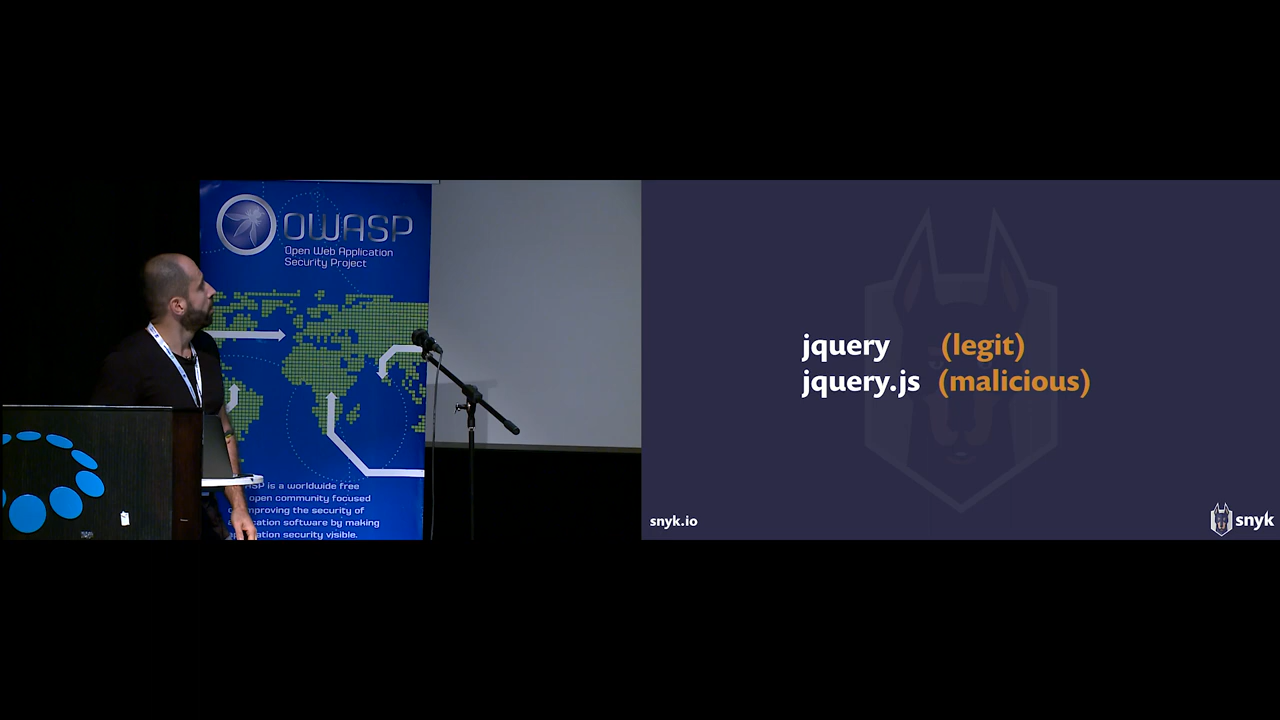 OWASP
Open Web Application
Security Project
is a worldwide free
open community focused
improving the security of
software by making
security visible.
jquery (legit)
jquery.js (malicious)
snyk.io
snyk